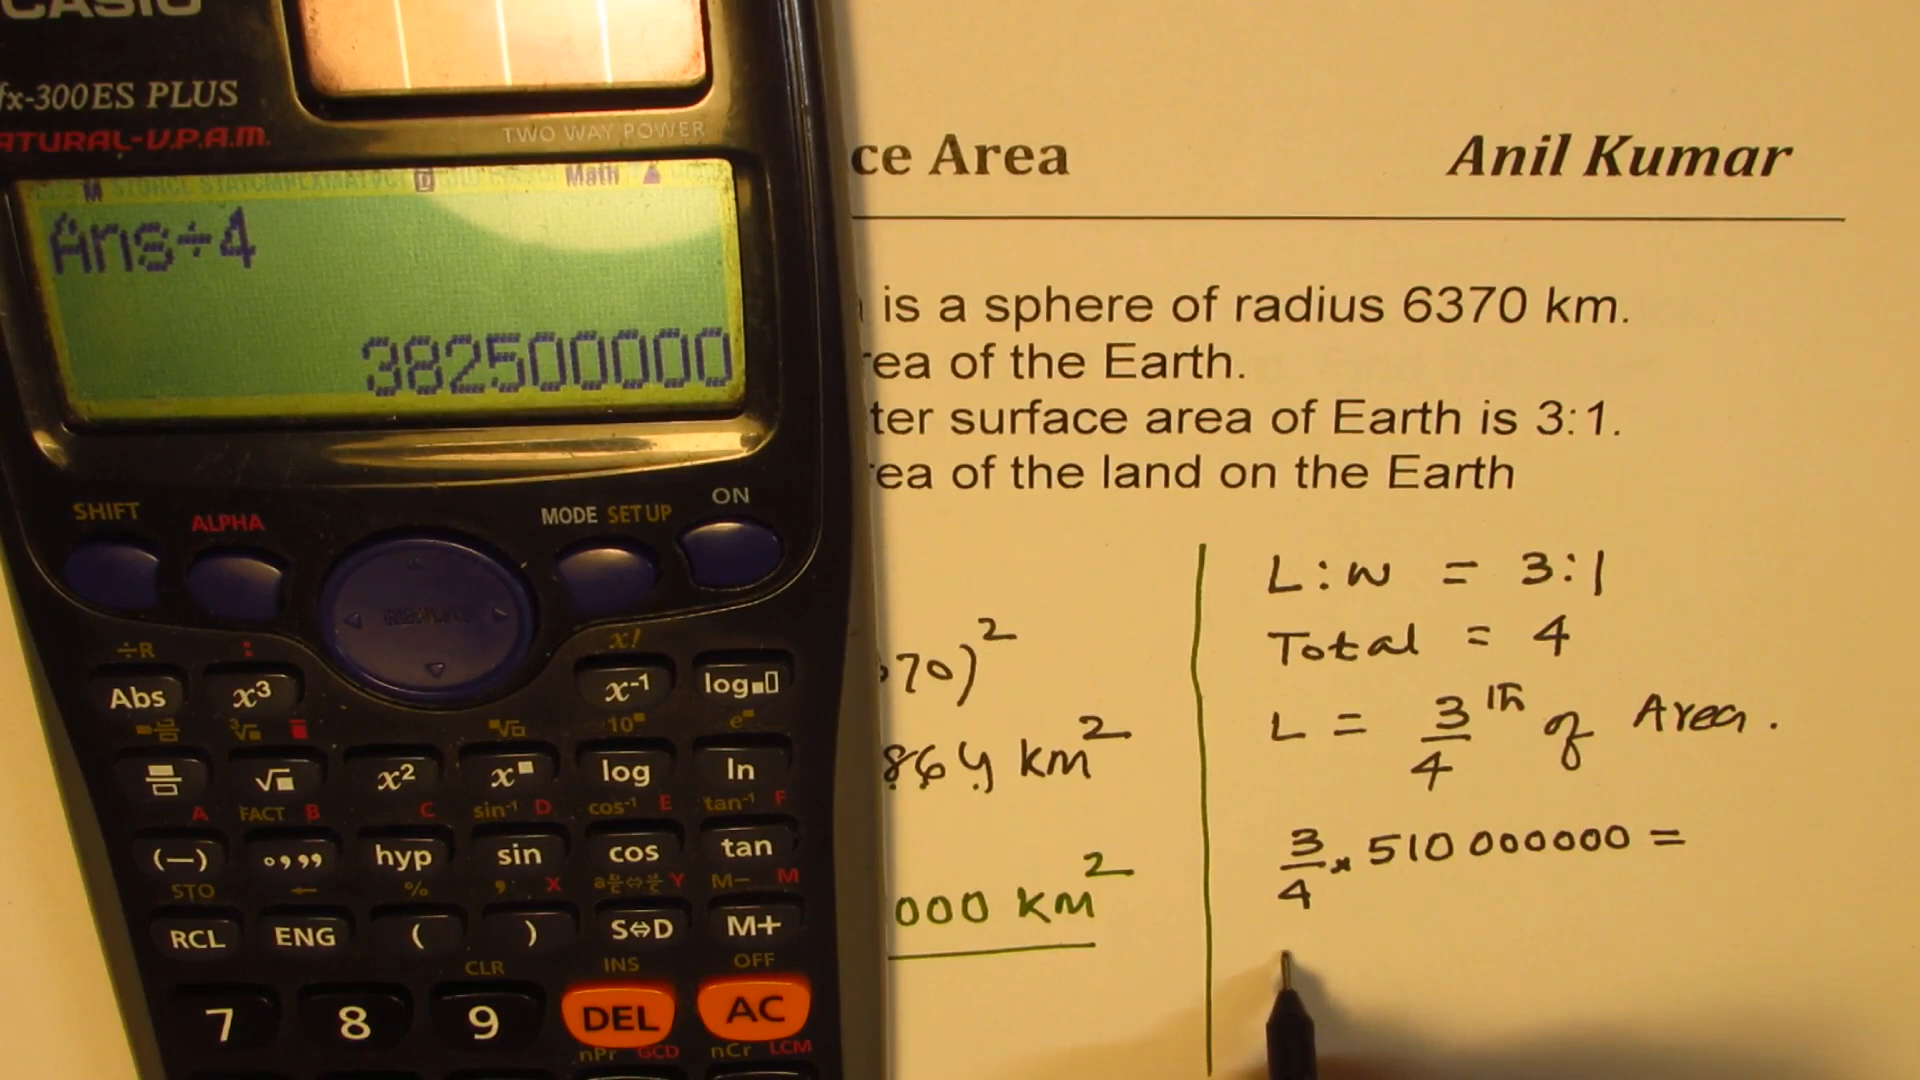 CASIO
fx-300ES PLUS
NATURAL-V.P.A.M.
TWO WAY POWER
Math
Ans÷4
382500000
SHIFT
ALPHA
MODE SETUP
ON
÷R
:
x!
Abs
x³
x⁻¹
log
10
e
x²
log
ln
A FACT B C sin⁻¹ D cos⁻¹ E tan⁻¹ F
(−) °,,, hyp sin cos tan
STO ← % , X Y M− M
RCL ENG ( ) S⇔D M+
CLR INS OFF
7 8 9 DEL AC
nPr GCD nCr LCM
ce Area
Anil Kumar
is a sphere of radius 6370 km.
ea of the Earth.
ter surface area of Earth is 3:1.
ea of the land on the Earth
70)²
864 km²
000 km²
L:W = 3:1
Total = 4
L = 3/4 th of Area.
3/4 × 510 000000 =